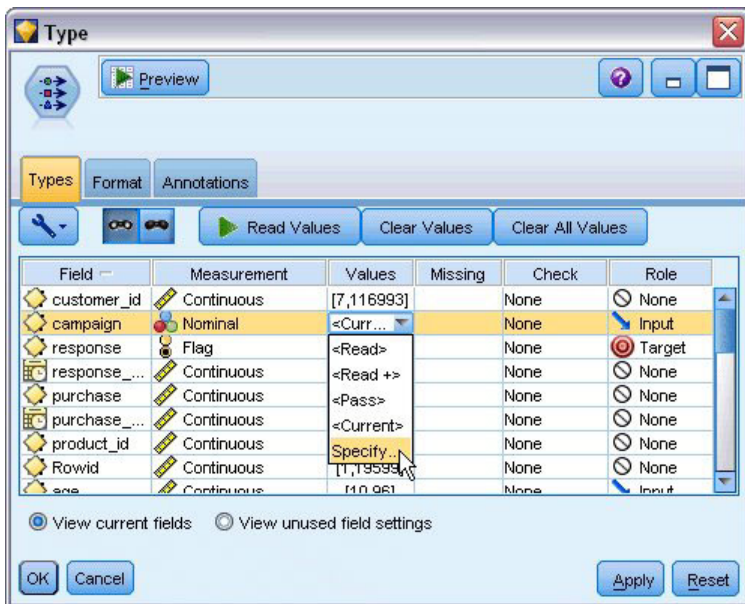 Type
Preview
Types Format Annotations
Read Values Clear Values Clear All Values
Field Measurement Values Missing Check Role
customer_id Continuous [7,116993] None None
campaign Nominal <Curr... None Input
response Flag None Target
response_... Continuous None None
purchase Continuous None None
purchase_... Continuous None None
product_id Continuous None None
Rowid Continuous [1,19599 None None
age Continuous [10,96] None Input
<Read>
<Read +>
<Pass>
<Current>
Specify...
View current fields View unused field settings
OK Cancel Apply Reset